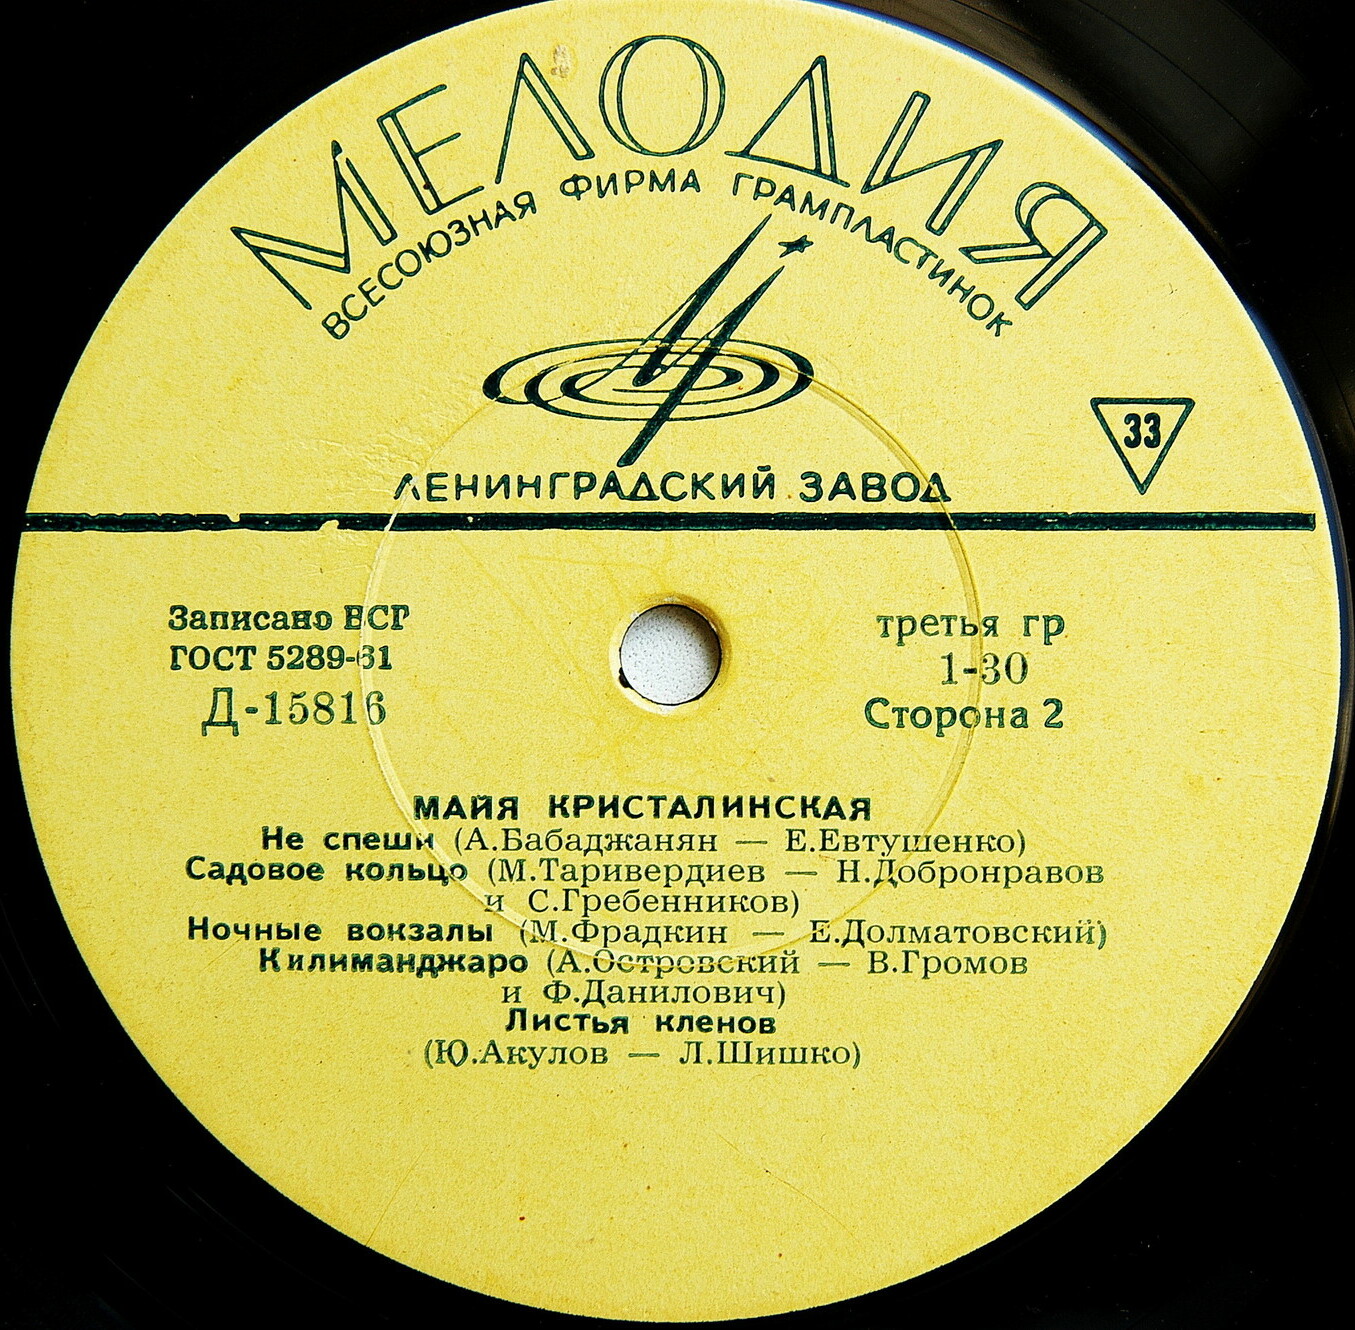 МЕЛОДИЯ
ВСЕСОЮЗНАЯ ФИРМА ГРАМПЛАСТИНОК
33
ЛЕНИНГРАДСКИЙ ЗАВОД
Записано ВСГ
ГОСТ 5289-61
Д-15816
третья гр
1-30
Сторона 2
МАЙЯ КРИСТАЛИНСКАЯ
Не спеши (А.Бабаджанян — Е.Евтушенко)
Садовое кольцо (М.Таривердиев — Н.Добронравов
и С.Гребенников)
Ночные вокзалы (М.Фрадкин — Е.Долматовский)
Килиманджаро (А.Островский — В.Громов
и Ф.Данилович)
Листья кленов
(Ю.Акулов — Л.Шишко)